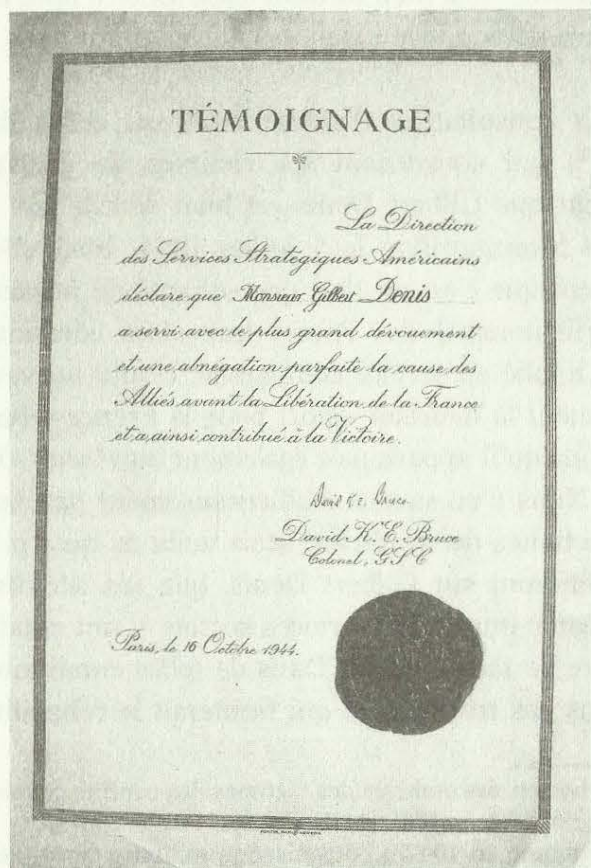 TÉMOIGNAGE
La Direction
des Services Stratégiques Américains
déclare que Monsieur Gilbert Denis
a servi avec le plus grand dévouement
et une abnégation parfaite la cause des
Alliés avant la Libération de la France
et a ainsi contribué à la Victoire.
David K. E. Bruce
David K. E. Bruce
Colonel, GSC
Paris, le 16 Octobre 1944.